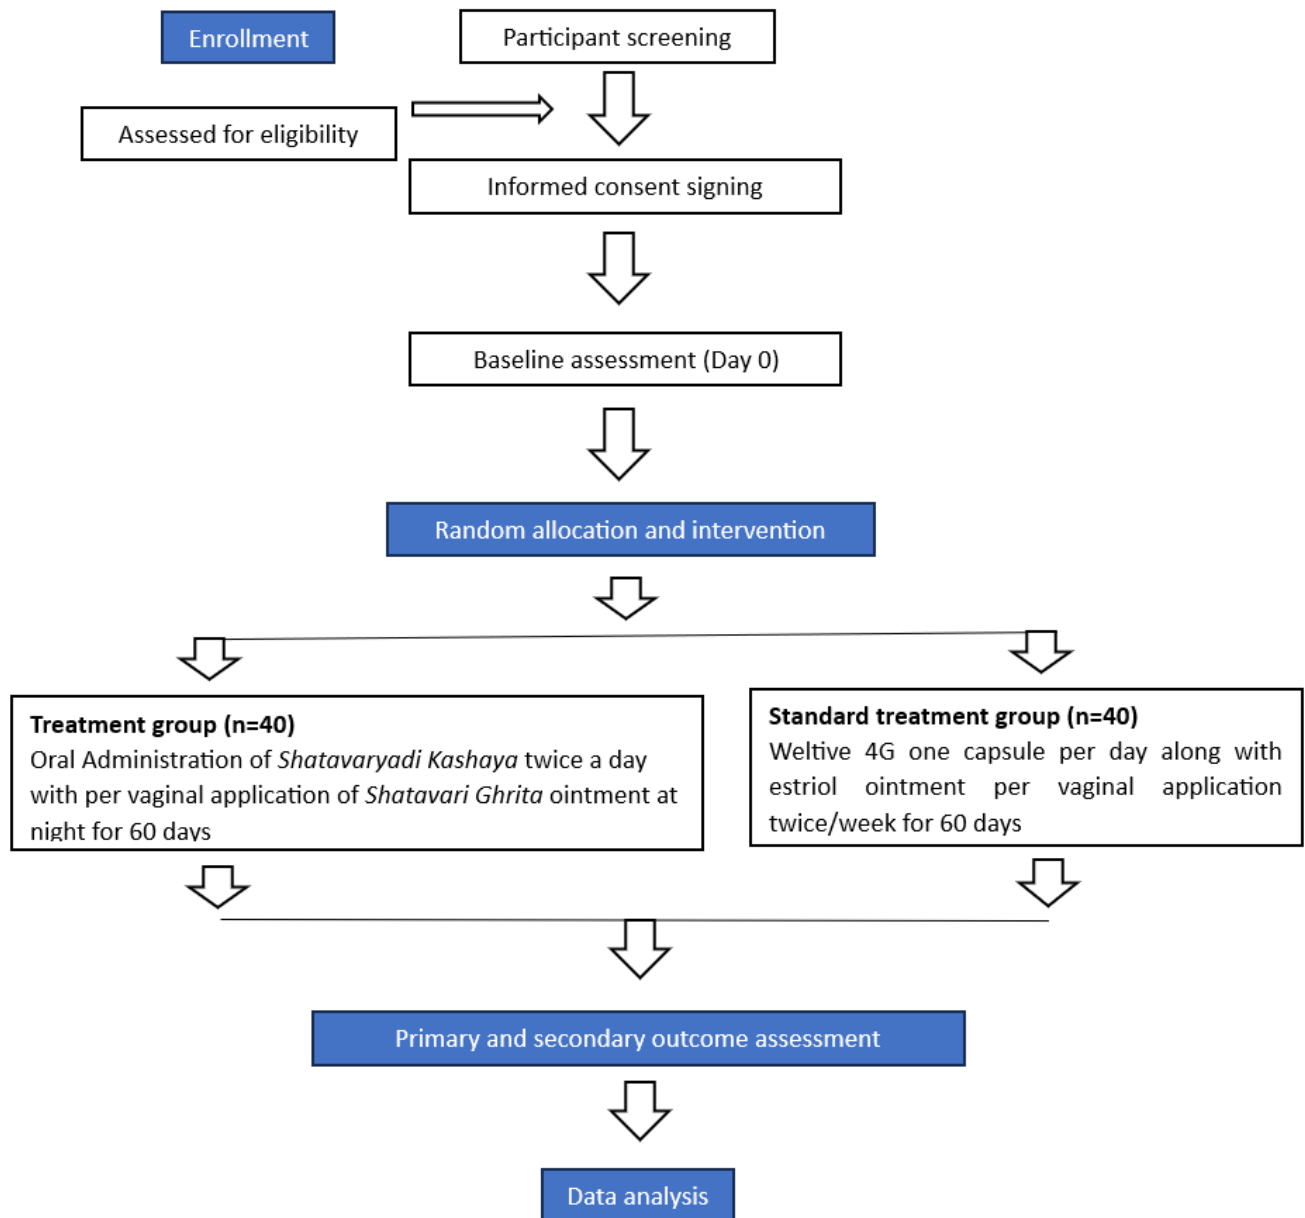 Enrollment
Participant screening
Assessed for eligibility
Informed consent signing
Baseline assessment (Day 0)
Random allocation and intervention
Treatment group (n=40)
Oral Administration of Shatavaryadi Kashaya twice a day
with per vaginal application of Shatavari Ghrita ointment at
night for 60 days
Standard treatment group (n=40)
Weltive 4G one capsule per day along with
estriol ointment per vaginal application
twice/week for 60 days
Primary and secondary outcome assessment
Data analysis